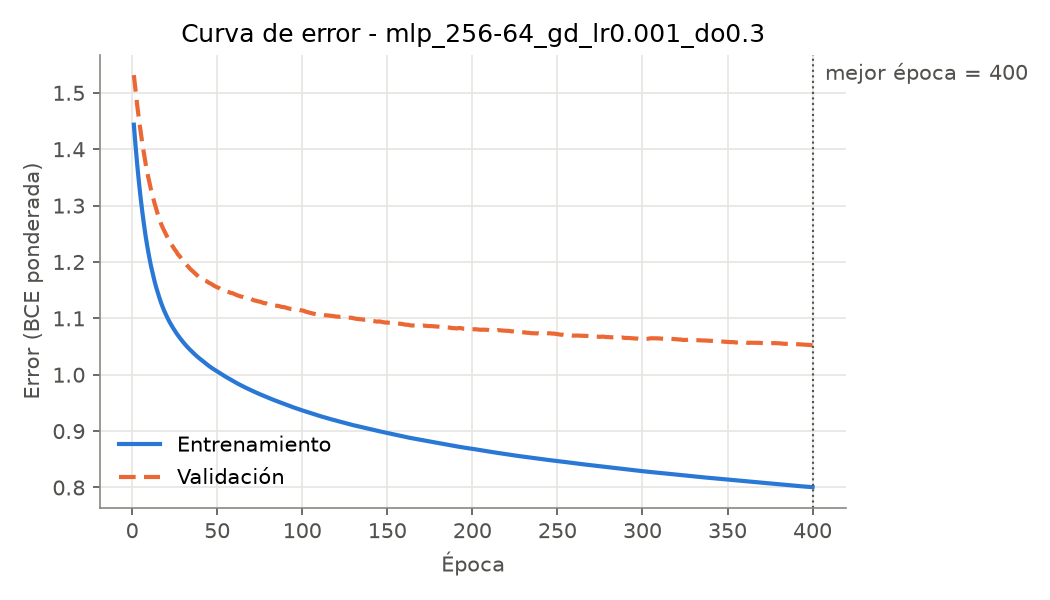 Curva de error - mlp_256-64_gd_lr0.001_do0.3
mejor época = 400
Error (BCE ponderada)
1.5
1.4
1.3
1.2
1.1
1.0
0.9
0.8
Entrenamiento
Validación
0 50 100 150 200 250 300 350 400
Época